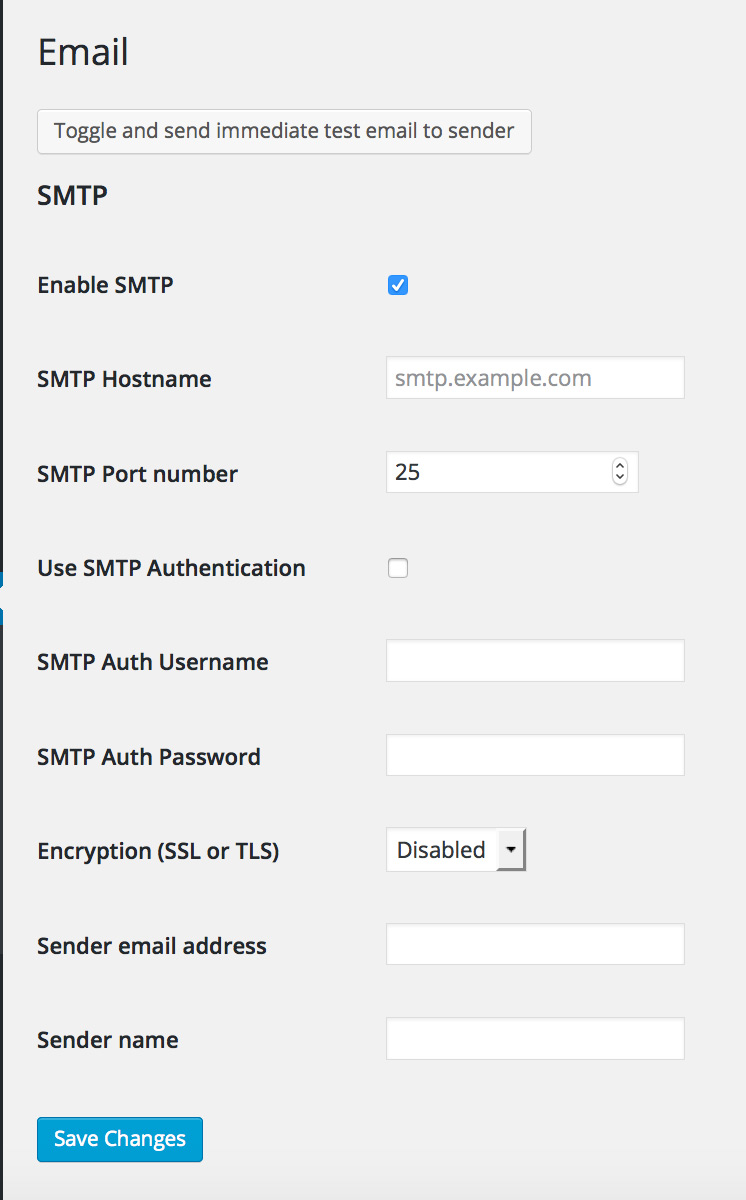 Email
Toggle and send immediate test email to sender
SMTP
Enable SMTP
SMTP Hostname smtp.example.com
SMTP Port number 25
Use SMTP Authentication
SMTP Auth Username
SMTP Auth Password
Encryption (SSL or TLS) Disabled
Sender email address
Sender name
Save Changes